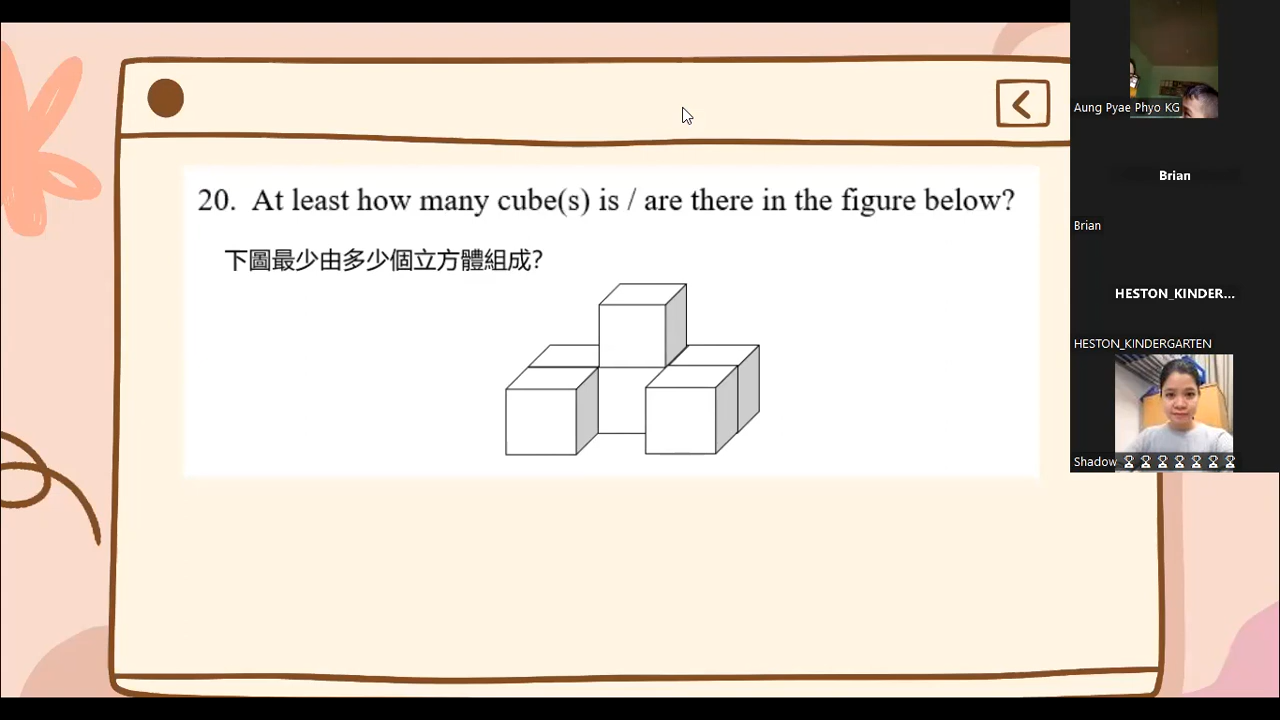 20. At least how many cube(s) is / are there in the figure below?
下圖最少由多少個立方體組成?
Aung Pyae Phyo KG
Brian
Brian
HESTON_KINDER...
HESTON_KINDERGARTEN
Shadow